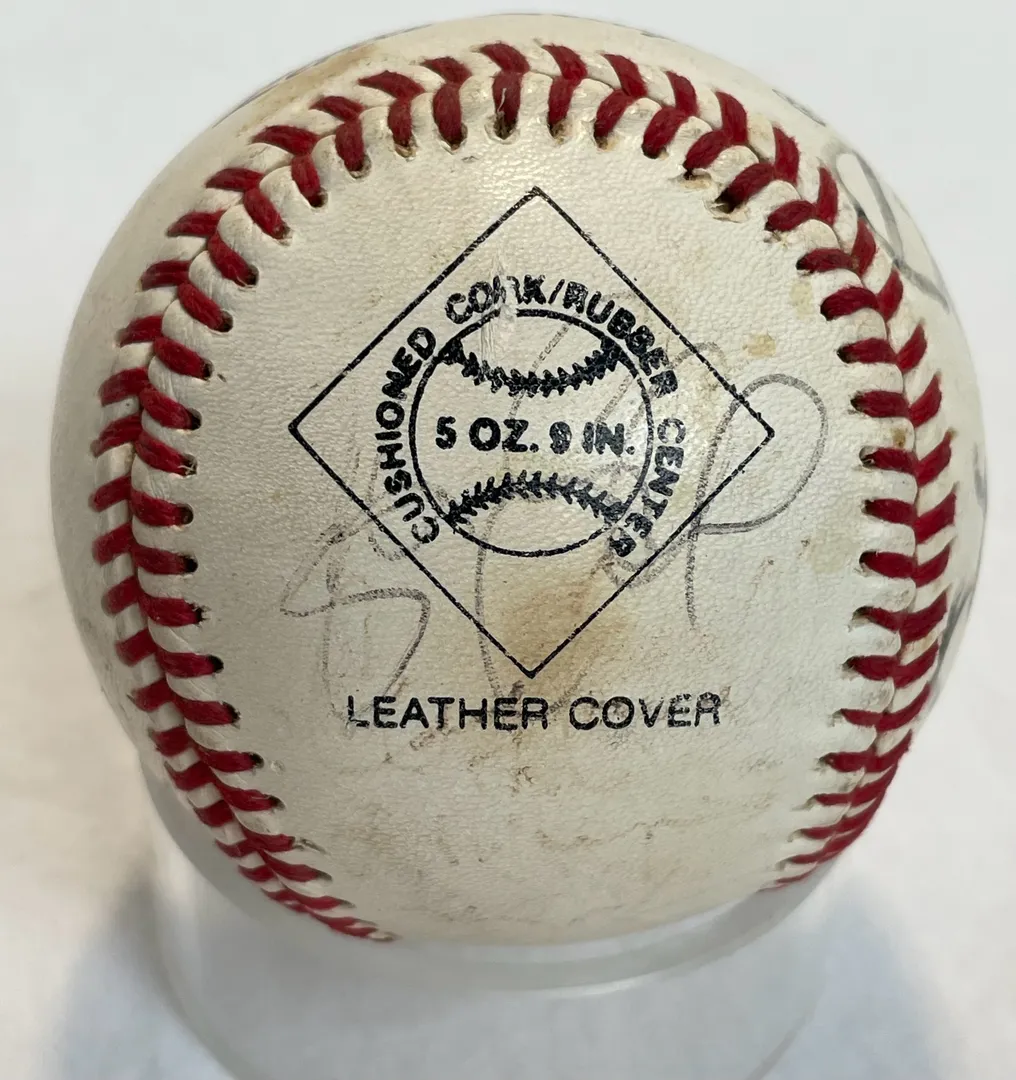 CUSHIONED CORK/RUBBER CENTER
5 OZ. 9 IN.
LEATHER COVER